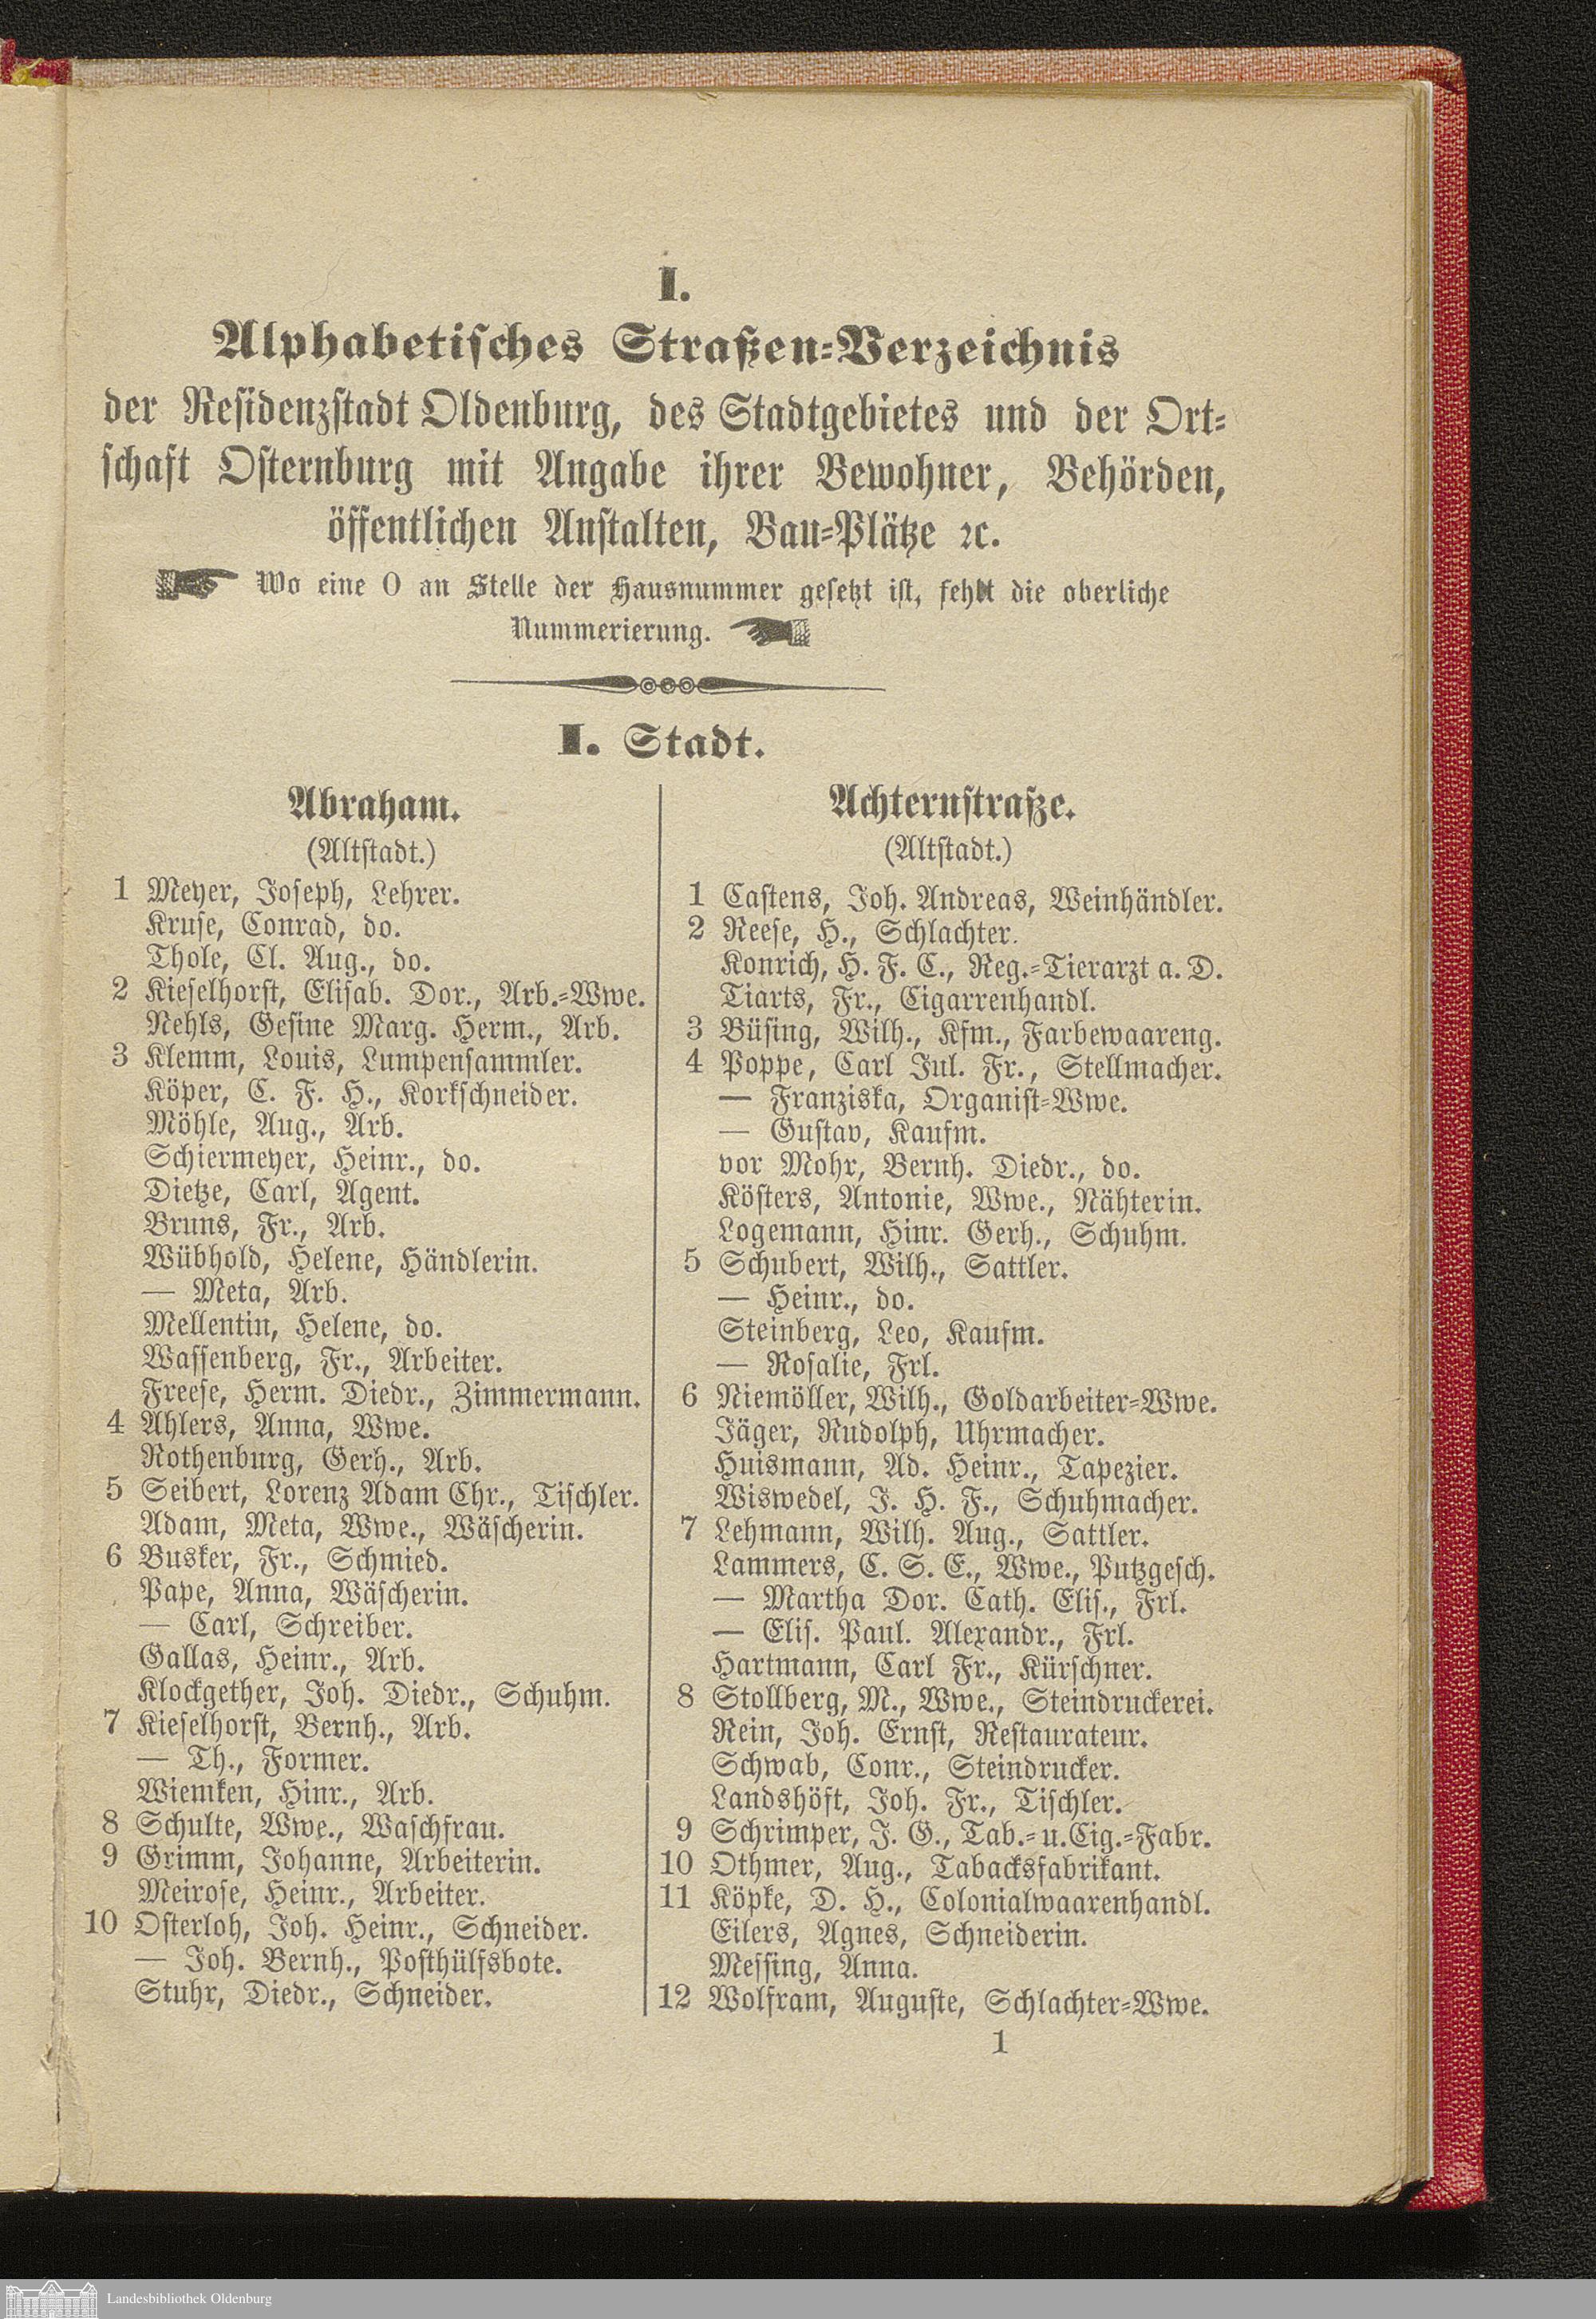 I.
Alphabetisches Straßen-Verzeichnis
der Residenzstadt Oldenburg, des Stadtgebietes und der Ort-
schaft Osternburg mit Angabe ihrer Bewohner, Behörden,
öffentlichen Anstalten, Bau-Plätze ꝛc.
Wo eine 0 an Stelle der Hausnummer gesetzt ist, fehlt die oberliche
Nummerierung.
I. Stadt.
Abraham.
(Altstadt.)
1 Meyer, Joseph, Lehrer.
Kruse, Conrad, do.
Thole, Cl. Aug., do.
2 Kieselhorst, Elisab. Dor., Arb.-Wwe.
Nehls, Gesine Marg. Herm., Arb.
3 Klemm, Louis, Lumpensammler.
Köper, C. F. H., Korkschneider.
Möhle, Aug., Arb.
Schiermeyer, Heinr., do.
Dietze, Carl, Agent.
Bruns, Fr., Arb.
Wübhold, Helene, Händlerin.
— Meta, Arb.
Mellentin, Helene, do.
Wassenberg, Fr., Arbeiter.
Freese, Herm. Diedr., Zimmermann.
4 Ahlers, Anna, Wwe.
Rothenburg, Gerh., Arb.
5 Seibert, Lorenz Adam Chr., Tischler.
Adam, Meta, Wwe., Wäscherin.
6 Busker, Fr., Schmied.
Pape, Anna, Wäscherin.
— Carl, Schreiber.
Gallas, Heinr., Arb.
Klockgether, Joh. Diedr., Schuhm.
7 Kieselhorst, Bernh., Arb.
— Th., Former.
Wiemken, Hinr., Arb.
8 Schulte, Wwe., Waschfrau.
9 Grimm, Johanne, Arbeiterin.
Meirose, Heinr., Arbeiter.
10 Osterloh, Joh. Heinr., Schneider.
— Joh. Bernh., Posthülfsbote.
Stuhr, Diedr., Schneider.
Achternstraße.
(Altstadt.)
1 Castens, Joh. Andreas, Weinhändler.
2 Reese, H., Schlachter.
Konrich, H. F. C., Reg.-Tierarzt a. D.
Tiarts, Fr., Cigarrenhandl.
3 Büsing, Wilh., Kfm., Farbewaareng.
4 Poppe, Carl Jul. Fr., Stellmacher.
— Franziska, Organist-Wwe.
— Gustav, Kaufm.
vor Mohr, Bernh. Diedr., do.
Kösters, Antonie, Wwe., Nähterin.
Logemann, Hinr. Gerh., Schuhm.
5 Schubert, Wilh., Sattler.
— Heinr., do.
Steinberg, Leo, Kaufm.
— Rosalie, Frl.
6 Niemöller, Wilh., Goldarbeiter-Wwe.
Jäger, Rudolph, Uhrmacher.
Huismann, Ad. Heinr., Tapezier.
Wiswedel, J. H. F., Schuhmacher.
7 Lehmann, Wilh. Aug., Sattler.
Lammers, C. S. E., Wwe., Putzgesch.
— Martha Dor. Cath. Elis., Frl.
— Elis. Paul. Alexandr., Frl.
Hartmann, Carl Fr., Kürschner.
8 Stollberg, M., Wwe., Steindruckerei.
Rein, Joh. Ernst, Restaurateur.
Schwab, Conr., Steindrucker.
Landshöft, Joh. Fr., Tischler.
9 Schrimper, J. G., Tab.- u. Cig.-Fabr.
10 Othmer, Aug., Tabacksfabrikant.
11 Köpke, D. H., Colonialwaarenhandl.
Eilers, Agnes, Schneiderin.
Messing, Anna.
12 Wolfram, Auguste, Schlachter-Wwe.
1
Landesbibliothek Oldenburg